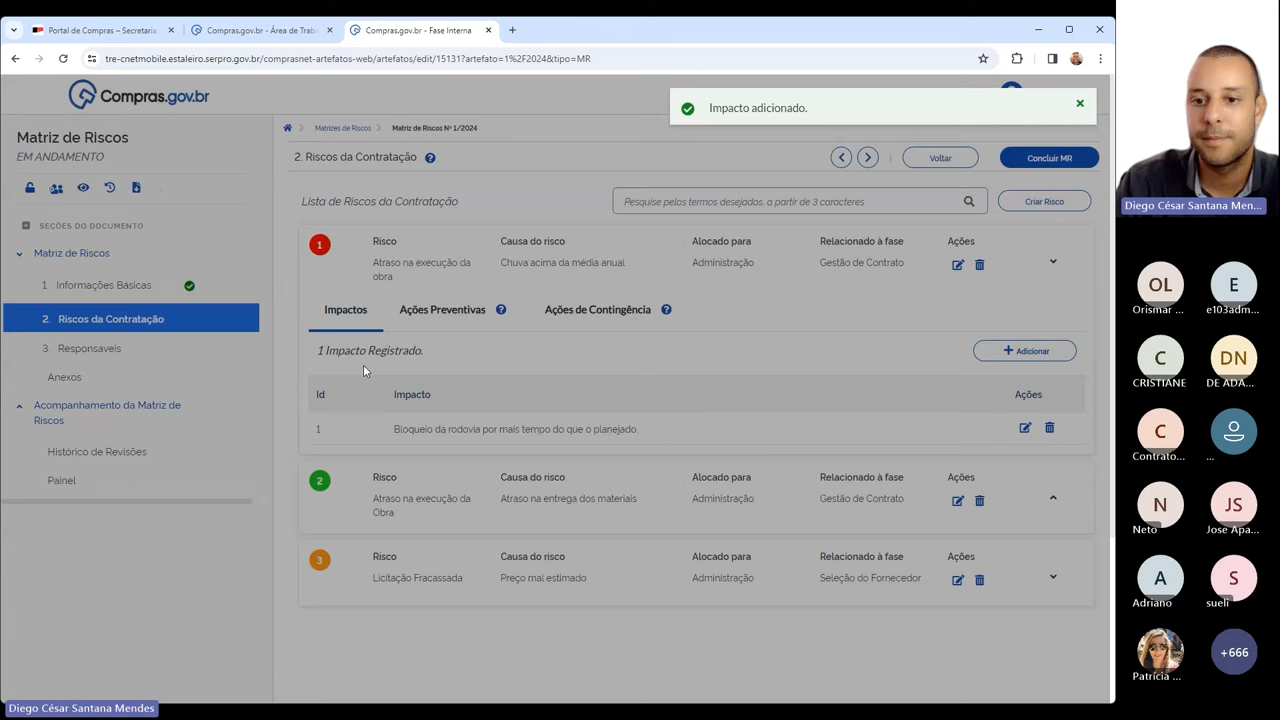 Portal de Compras – Secretaria
Compras.gov.br - Área de Trab
Compras.gov.br - Fase Interna
tre-cnetmobile.estaleiro.serpro.gov.br/comprasnet-artefatos-web/artefatos/edit/15131?artefato=1%2F2024&tipo=MR
Compras.gov.br
Impacto adicionado.
Matriz de Riscos
EM ANDAMENTO
SEÇÕES DO DOCUMENTO
Matriz de Riscos
1 Informações Básicas
2. Riscos da Contratação
3 Responsaveis
Anexos
Acompanhamento da Matriz de
Riscos
Histórico de Revisões
Painel
Matrizes de Riscos
Matriz de Riscos Nº 1/2024
2. Riscos da Contratação
Voltar
Concluir MR
Lista de Riscos da Contratação
Pesquise pelos termos desejados, a partir de 3 caracteres
Criar Risco
1
Risco
Causa do risco
Alocado para
Relacionado à fase
Ações
Atraso na execução da
obra
Chuva acima da média anual
Administração
Gestão de Contrato
Impactos
Ações Preventivas
Ações de Contingência
1 Impacto Registrado.
Adicionar
Id
Impacto
Ações
1
Bloqueio da rodovia por mais tempo do que o planejado.
2
Risco
Causa do risco
Alocado para
Relacionado à fase
Ações
Atraso na execução da
Obra
Atraso na entrega dos materiais
Administração
Gestão de Contrato
3
Risco
Causa do risco
Alocado para
Relacionado à fase
Ações
Licitação Fracassada
Preço mal estimado
Administração
Seleção do Fornecedor
Diego César Santana Mendes
Diego César Santana Men...
OL
Orismar ...
E
e103adm...
C
CRISTIANE
DN
DE ADA...
C
Contrato...
...
N
Neto
JS
Jose Apa...
A
Adriano
S
sueli
Patrícia ...
+666